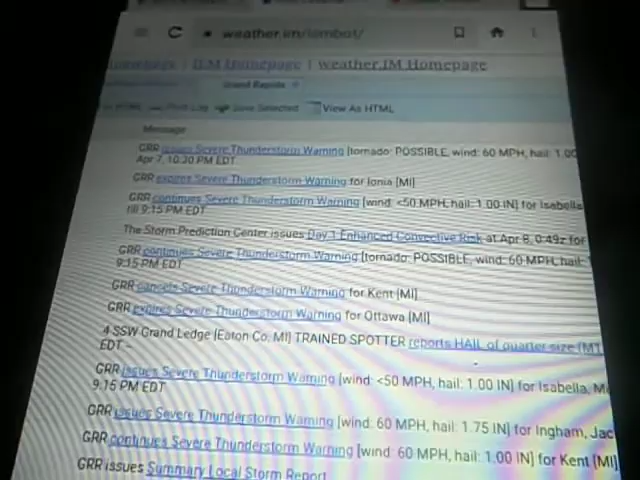 weather.im/iembot/
IEM Homepage | weather.IM Homepage
Grand Rapids
Print Log Save Selected View As HTML
Message
GRR issues Severe Thunderstorm Warning [tornado: POSSIBLE, wind: 60 MPH, hail: 1.00
Apr 7, 10:30 PM EDT
GRR expires Severe Thunderstorm Warning for Ionia [MI]
GRR continues Severe Thunderstorm Warning [wind: <50 MPH, hail: 1.00 IN] for Isabella
till 9:15 PM EDT
The Storm Prediction Center issues Day 1 Enhanced Convective Risk at Apr 8, 0:49z for
GRR continues Severe Thunderstorm Warning [tornado: POSSIBLE, wind: 60 MPH, hail:
9:15 PM EDT
GRR cancels Severe Thunderstorm Warning for Kent [MI]
GRR expires Severe Thunderstorm Warning for Ottawa [MI]
4 SSW Grand Ledge [Eaton Co, MI] TRAINED SPOTTER reports HAIL of quarter size (M1
EDT --
GRR issues Severe Thunderstorm Warning [wind: <50 MPH, hail: 1.00 IN] for Isabella, M
9:15 PM EDT
GRR issues Severe Thunderstorm Warning [wind: 60 MPH, hail: 1.75 IN] for Ingham, Jac
GRR continues Severe Thunderstorm Warning [wind: 60 MPH, hail: 1.00 IN] for Kent [MI]
GRR issues Summary Local Storm Report